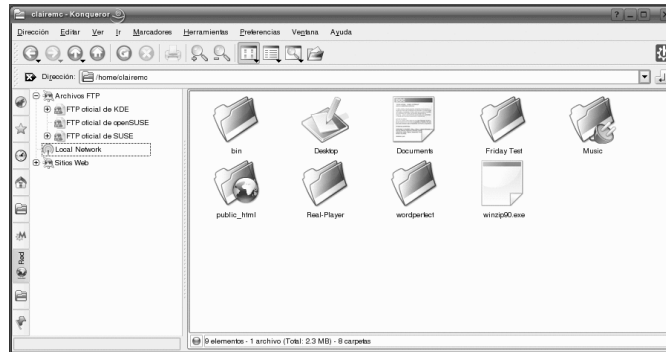 clairemc - Konqueror
Dirección Editar Ver Ir Marcadores Herramientas Preferencias Ventana Ayuda
Dirección: /home/clairemc
Archivos FTP
FTP oficial de KDE
FTP oficial de openSUSE
FTP oficial de SUSE
Local Network
Sitios Web
Red
bin Desktop Documents Friday Test Music
public_html Real-Player wordperfect winzip90.exe
9 elementos - 1 archivo (Total: 2.3 MB) - 8 carpetas